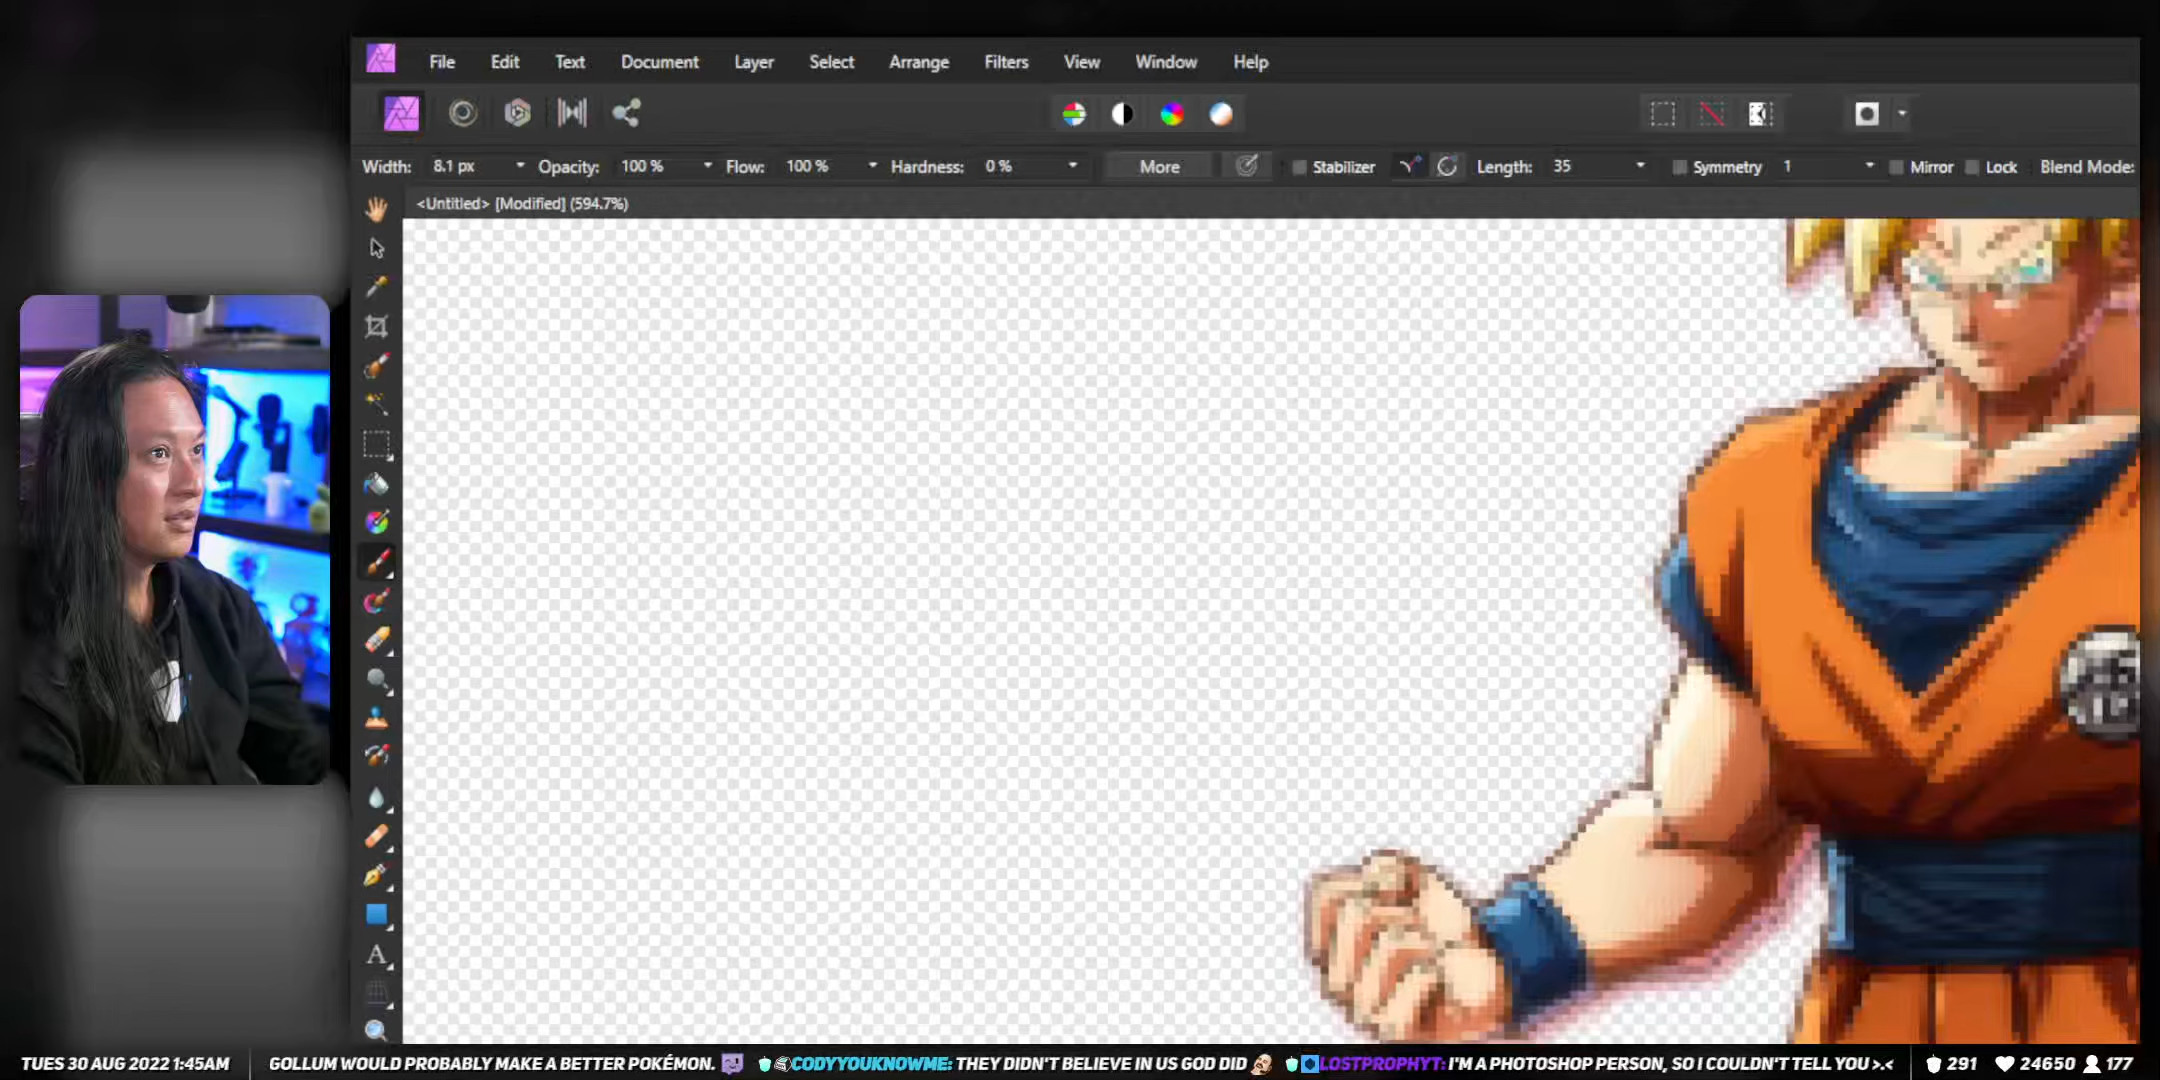 File Edit Text Document Layer Select Arrange Filters View Window Help
Width: 8.1 px Opacity: 100 % Flow: 100 % Hardness: 0 % More Stabilizer Length: 35 Symmetry 1 Mirror Lock Blend Mode:
<Untitled> [Modified] (594.7%)
A
TUES 30 AUG 2022 1:45AM GOLLUM WOULD PROBABLY MAKE A BETTER POKÉMON. CODYYOUKNOWME: THEY DIDN'T BELIEVE IN US GOD DID LOSTPROPHYT: I'M A PHOTOSHOP PERSON, SO I COULDN'T TELL YOU >.< 291 24650 177